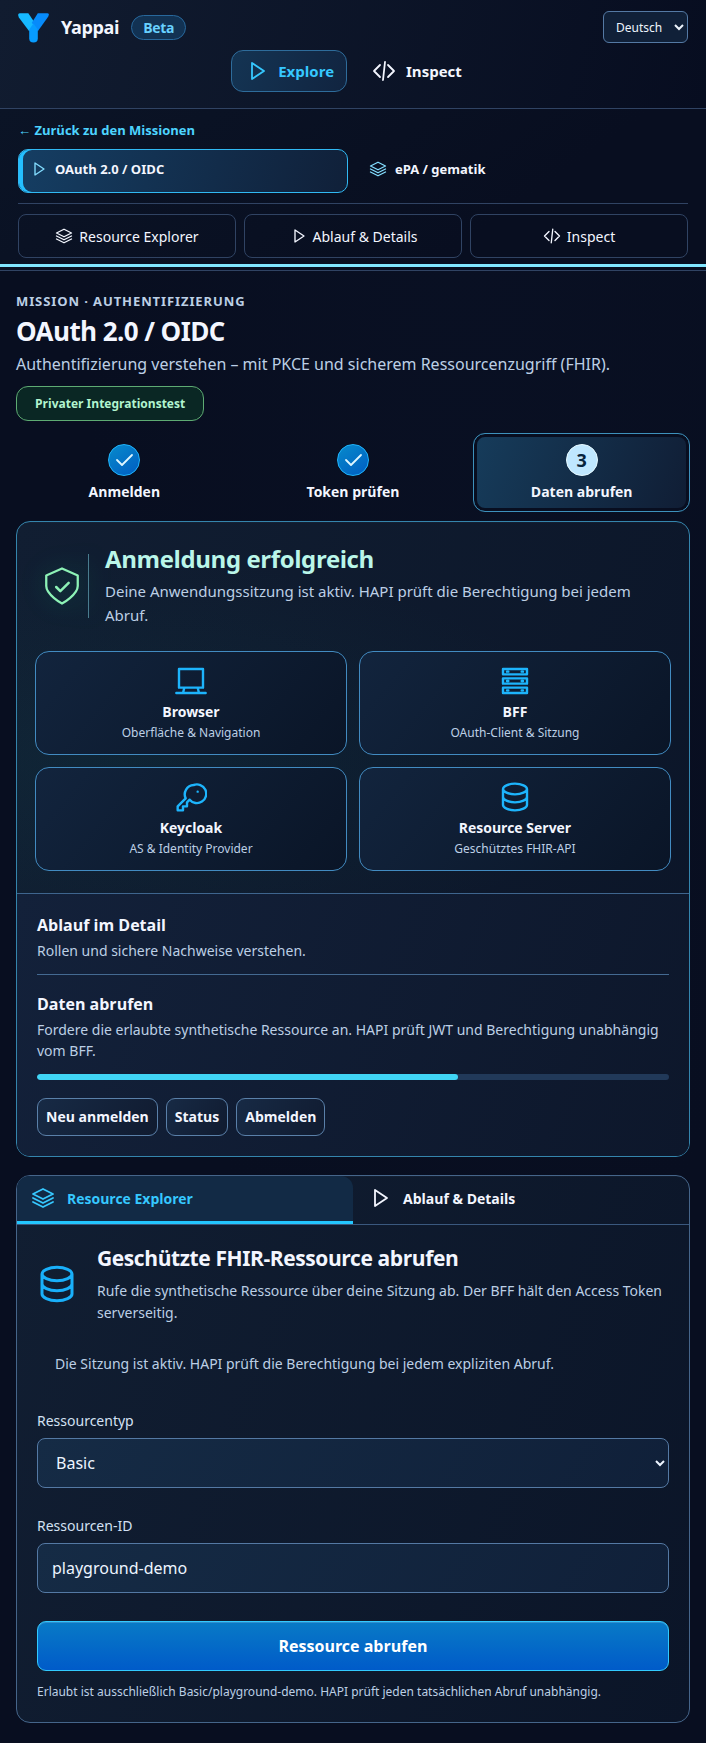 Yappai Beta Deutsch
Explore Inspect
← Zurück zu den Missionen
OAuth 2.0 / OIDC ePA / gematik
Resource Explorer Ablauf & Details Inspect
MISSION · AUTHENTIFIZIERUNG
OAuth 2.0 / OIDC
Authentifizierung verstehen – mit PKCE und sicherem Ressourcenzugriff (FHIR).
Privater Integrationstest
3
Anmelden Token prüfen Daten abrufen
Anmeldung erfolgreich
Deine Anwendungssitzung ist aktiv. HAPI prüft die Berechtigung bei jedem
Abruf.
Browser BFF
Oberfläche & Navigation OAuth-Client & Sitzung
Keycloak Resource Server
AS & Identity Provider Geschütztes FHIR-API
Ablauf im Detail
Rollen und sichere Nachweise verstehen.
Daten abrufen
Fordere die erlaubte synthetische Ressource an. HAPI prüft JWT und Berechtigung unabhängig
vom BFF.
Neu anmelden Status Abmelden
Resource Explorer Ablauf & Details
Geschützte FHIR-Ressource abrufen
Rufe die synthetische Ressource über deine Sitzung ab. Der BFF hält den Access Token
serverseitig.
Die Sitzung ist aktiv. HAPI prüft die Berechtigung bei jedem expliziten Abruf.
Ressourcentyp
Basic
Ressourcen-ID
playground-demo
Ressource abrufen
Erlaubt ist ausschließlich Basic/playground-demo. HAPI prüft jeden tatsächlichen Abruf unabhängig.